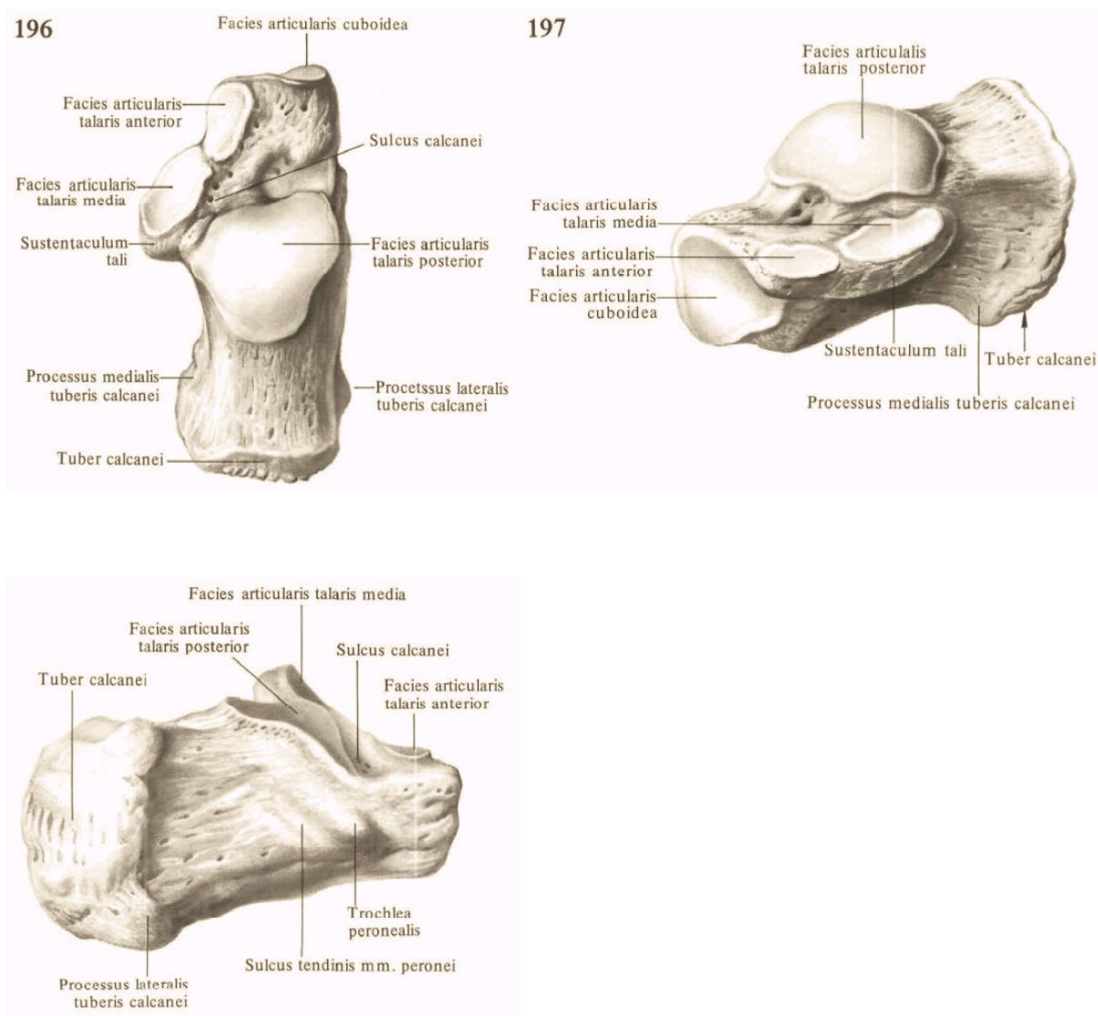 196
Facies articularis cuboidea
Facies articularis
talaris anterior
Sulcus calcanei
Facies articularis
talaris media
Sustentaculum
tali
Facies articularis
talaris posterior
Processus medialis
tuberis calcanei
Procetssus lateralis
tuberis calcanei
Tuber calcanei
197
Facies articulalis
talaris posterior
Facies articularis
talaris media
Facies articularis
talaris anterior
Facies articularis
cuboidea
Sustentaculum tali
Tuber calcanei
Processus medialis tuberis calcanei
Facies articularis talaris media
Facies articularis
talaris posterior
Sulcus calcanei
Tuber calcanei
Facies articularis
talaris anterior
Trochlea
peronealis
Sulcus tendinis mm. peronei
Processus lateralis
tuberis calcanei